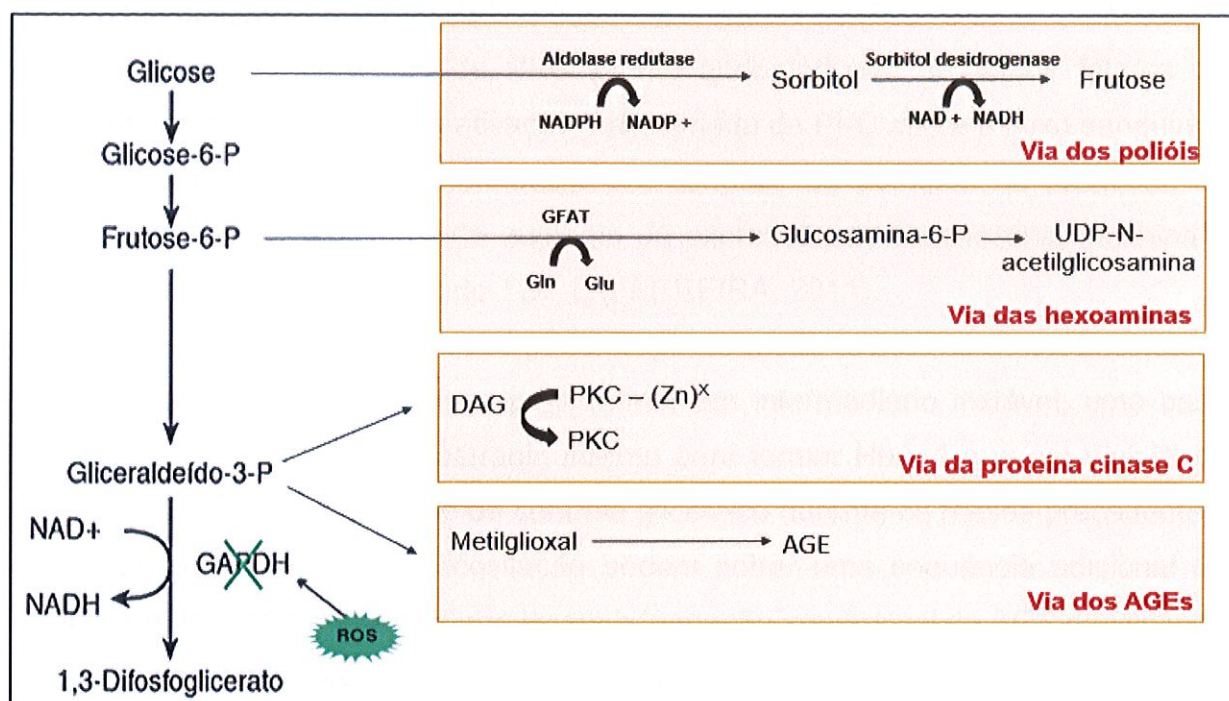 Glicose
Aldolase redutase
NADPH
NADP +
Sorbitol
Sorbitol desidrogenase
NAD +
NADH
Frutose
Via dos polióis
Glicose-6-P
Frutose-6-P
GFAT
Gln
Glu
Glucosamina-6-P
UDP-N-
acetilglicosamina
Via das hexoaminas
DAG
PKC – (Zn)ˣ
PKC
Via da proteína cinase C
Gliceraldeído-3-P
NAD+
NADH
GAPDH
ROS
Metilglioxal
AGE
Via dos AGEs
1,3-Difosfoglicerato